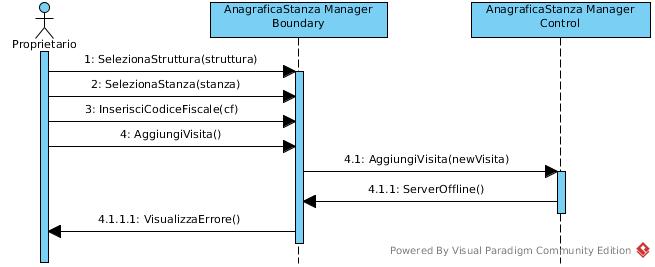 AnagraficaStanza Manager
Boundary
AnagraficaStanza Manager
Control
Proprietario
1: SelezionaStruttura(struttura)
2: SelezionaStanza(stanza)
3: InserisciCodiceFiscale(cf)
4: AggiungiVisita()
4.1: AggiungiVisita(newVisita)
4.1.1: ServerOffline()
4.1.1.1: VisualizzaErrore()
Powered By Visual Paradigm Community Edition